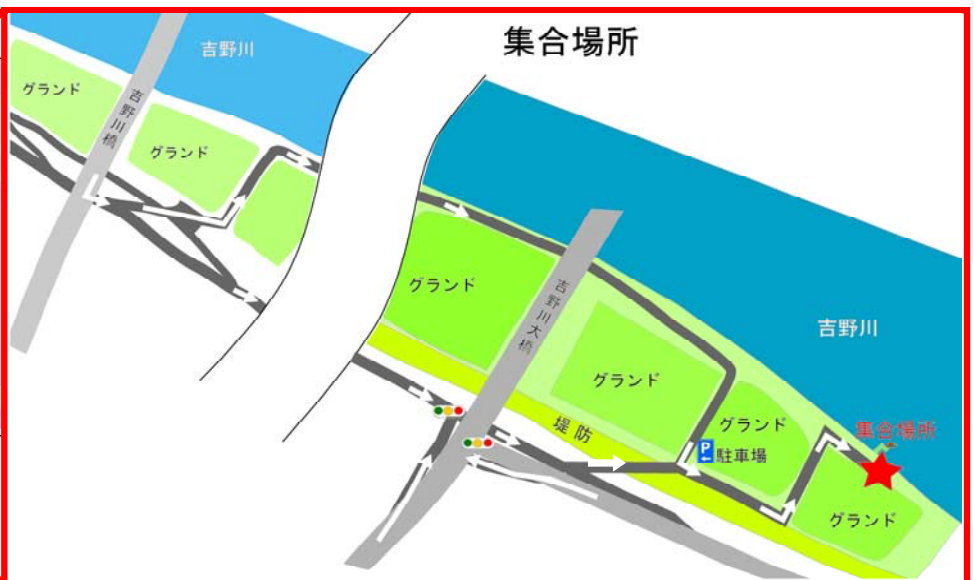 集合場所
吉野川
グランド
吉野川橋
グランド
グランド
吉野川大橋
吉野川
グランド
グランド
集合場所
堤防
P
駐車場
グランド